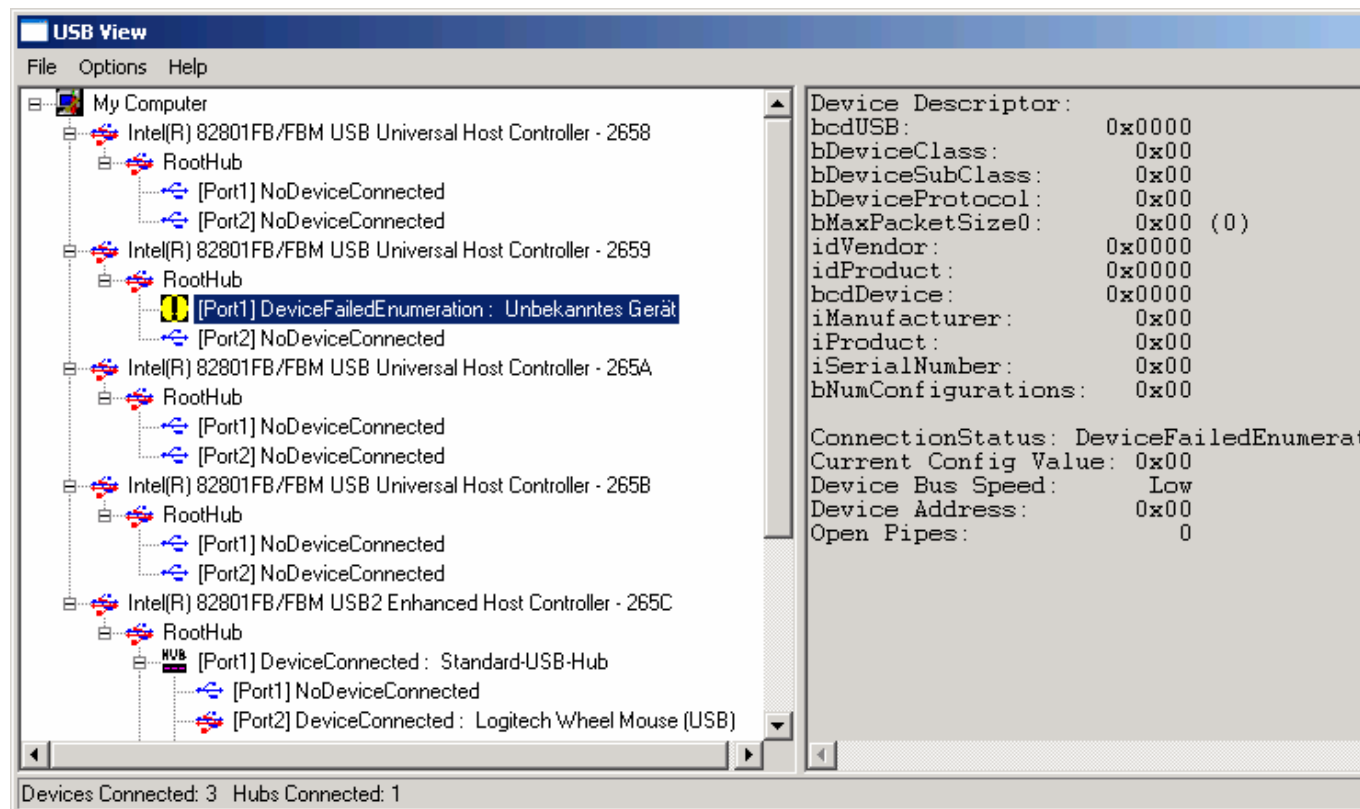 USB View
File Options Help
My Computer
Intel(R) 82801FB/FBM USB Universal Host Controller - 2658
RootHub
[Port1] NoDeviceConnected
[Port2] NoDeviceConnected
Intel(R) 82801FB/FBM USB Universal Host Controller - 2659
RootHub
[Port1] DeviceFailedEnumeration : Unbekanntes Gerät
[Port2] NoDeviceConnected
Intel(R) 82801FB/FBM USB Universal Host Controller - 265A
RootHub
[Port1] NoDeviceConnected
[Port2] NoDeviceConnected
Intel(R) 82801FB/FBM USB Universal Host Controller - 265B
RootHub
[Port1] NoDeviceConnected
[Port2] NoDeviceConnected
Intel(R) 82801FB/FBM USB2 Enhanced Host Controller - 265C
RootHub
HUB [Port1] DeviceConnected : Standard-USB-Hub
[Port1] NoDeviceConnected
[Port2] DeviceConnected : Logitech Wheel Mouse (USB)
Device Descriptor:
bcdUSB: 0x0000
bDeviceClass: 0x00
bDeviceSubClass: 0x00
bDeviceProtocol: 0x00
bMaxPacketSize0: 0x00 (0)
idVendor: 0x0000
idProduct: 0x0000
bcdDevice: 0x0000
iManufacturer: 0x00
iProduct: 0x00
iSerialNumber: 0x00
bNumConfigurations: 0x00
ConnectionStatus: DeviceFailedEnumerat
Current Config Value: 0x00
Device Bus Speed: Low
Device Address: 0x00
Open Pipes: 0
Devices Connected: 3 Hubs Connected: 1